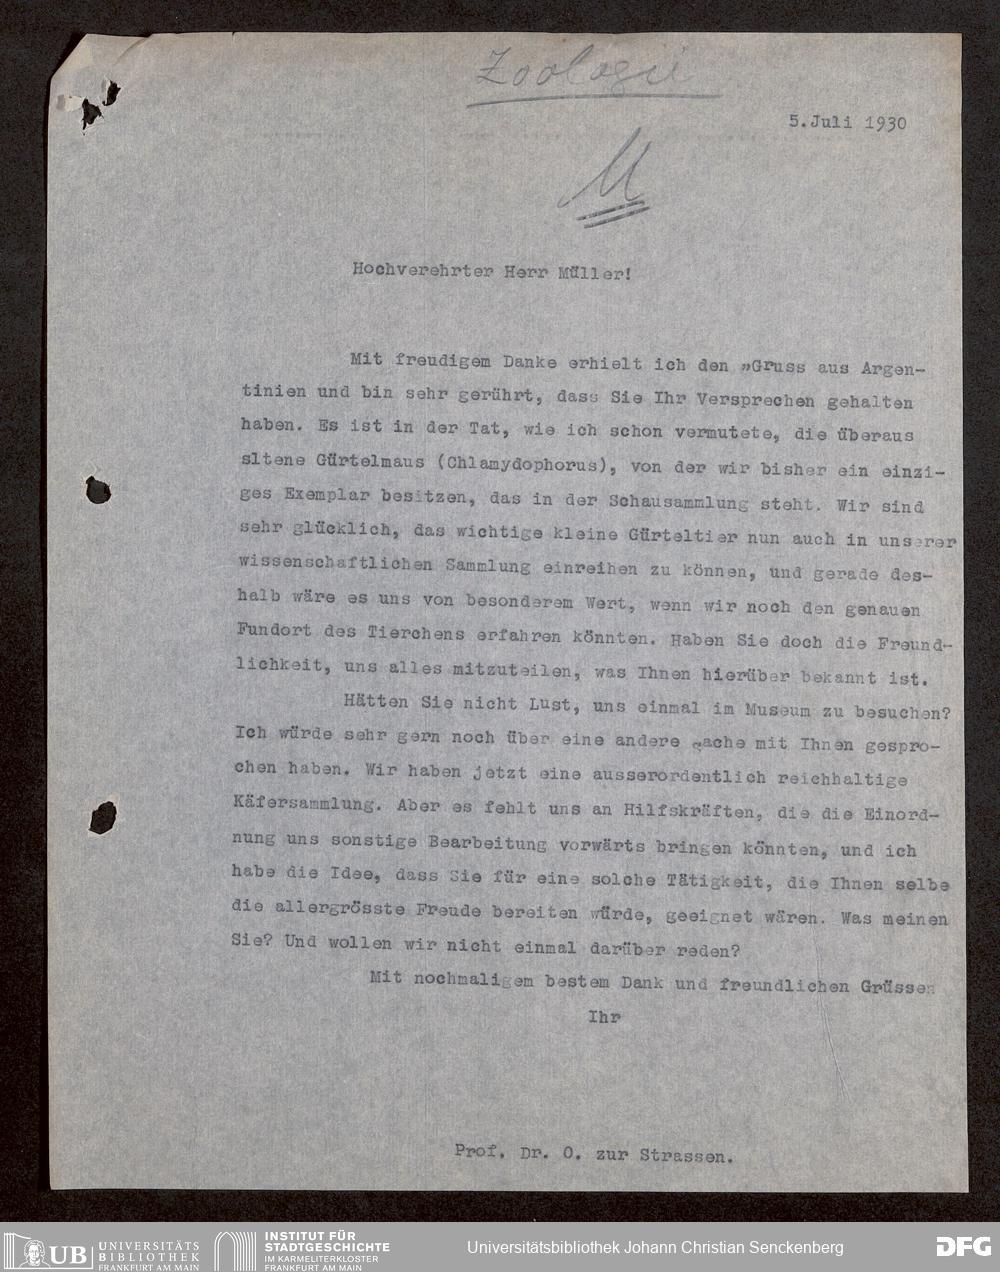 Zoologie
5.Juli 1930
M
Hochverehrter Herr Müller!
Mit freudigem Danke erhielt ich den »Gruss aus Argen-
tinien und bin sehr gerührt, dass Sie Ihr Versprechen gehalten
haben. Es ist in der Tat, wie ich schon vermutete, die überaus
sltene Gürtelmaus (Chlamydophorus), von der wir bisher ein einzi-
ges Exemplar besitzen, das in der Schausammlung steht. Wir sind
sehr glücklich, das wichtige kleine Gürteltier nun auch in unserer
wissenschaftlichen Sammlung einreihen zu können, und gerade des-
halb wäre es uns von besonderem Wert, wenn wir noch den genauen
Fundort des Tierchens erfahren könnten. Haben Sie doch die Freund-
lichkeit, uns alles mitzuteilen, was Ihnen hierüber bekannt ist.
Hätten Sie nicht Lust, uns einmal im Museum zu besuchen?
Ich würde sehr gern noch über eine andere Sache mit Ihnen gespro-
chen haben. Wir haben jetzt eine ausserordentlich reichhaltige
Käfersammlung. Aber es fehlt uns an Hilfskräften, die die Einord-
nung uns sonstige Bearbeitung vorwärts bringen könnten, und ich
habe die Idee, dass Sie für eine solche Tätigkeit, die Ihnen selbe
die allergrösste Freude bereiten würde, geeignet wären. Was meinen
Sie? Und wollen wir nicht einmal darüber reden?
Mit nochmaligem bestem Dank und freundlichen Grüssen
Ihr
Prof. Dr. O. zur Strassen.
UB UNIVERSITÄTS
BIBLIOTHEK
FRANKFURT AM MAIN
INSTITUT FÜR
STADTGESCHICHTE
IM KARMELITERKLOSTER
FRANKFURT AM MAIN
Universitätsbibliothek Johann Christian Senckenberg
DFG